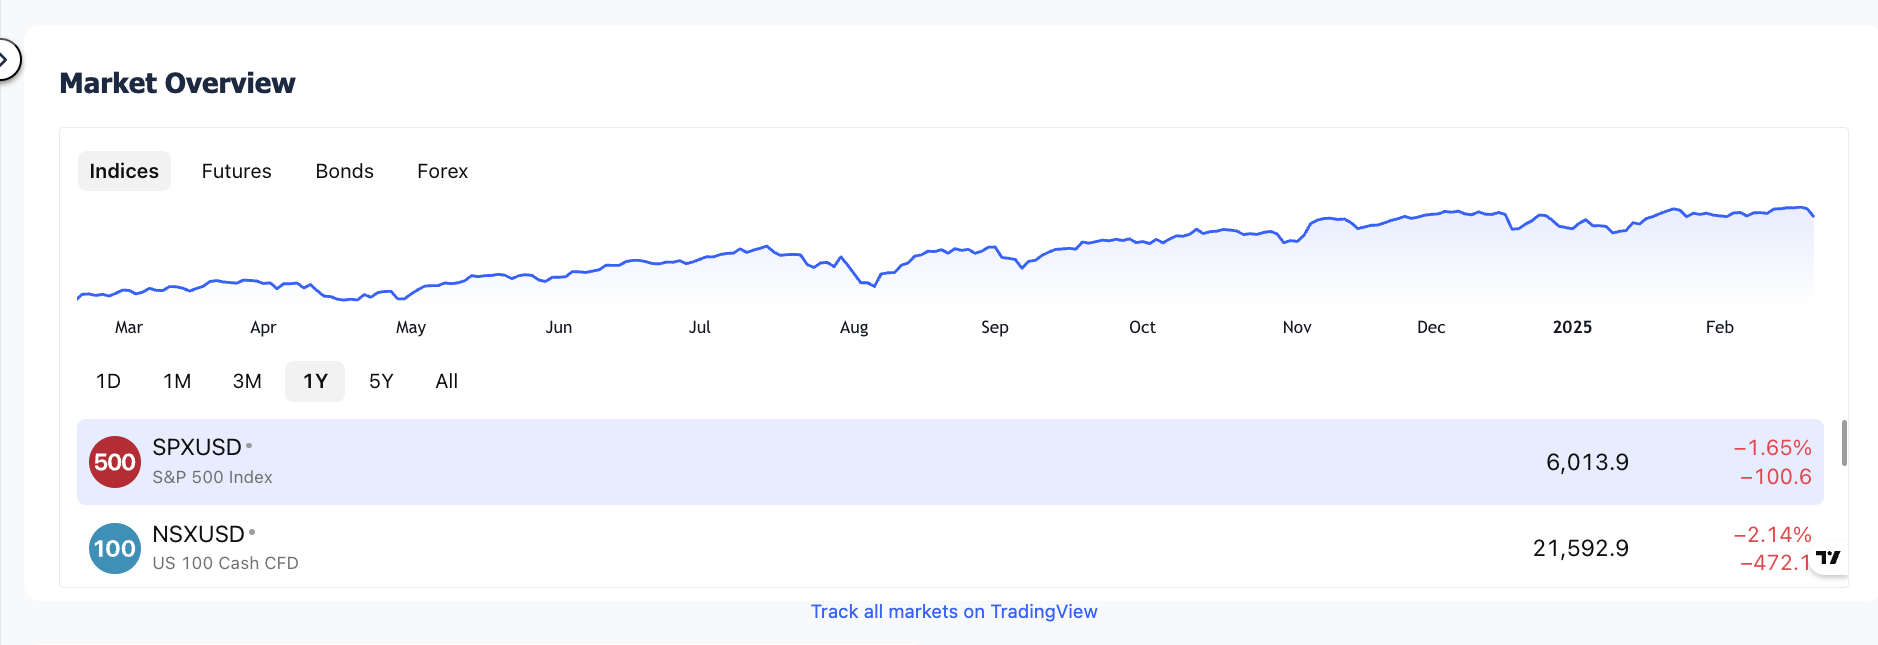 Market Overview
Indices Futures Bonds Forex
Mar Apr May Jun Jul Aug Sep Oct Nov Dec 2025 Feb
1D 1M 3M 1Y 5Y All
500 SPXUSD 6,013.9 −1.65%
S&P 500 Index −100.6
100 NSXUSD 21,592.9 −2.14%
US 100 Cash CFD −472.1
Track all markets on TradingView